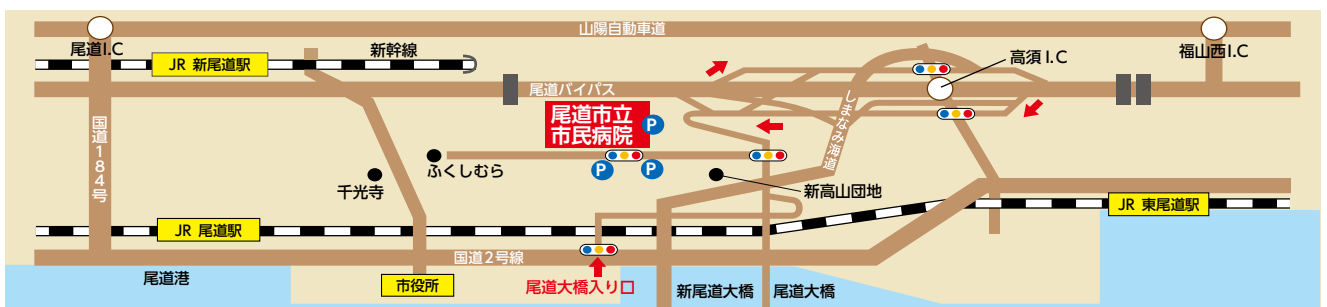 山陽自動車道
尾道I.C
福山西I.C
新幹線
高須I.C
JR 新尾道駅
尾道バイパス
しまなみ海道
国道184号
尾道市立
市民病院
P
P
P
ふくしむら
千光寺
新高山団地
JR 東尾道駅
JR 尾道駅
国道2号線
尾道港
市役所
尾道大橋入り口
新尾道大橋
尾道大橋